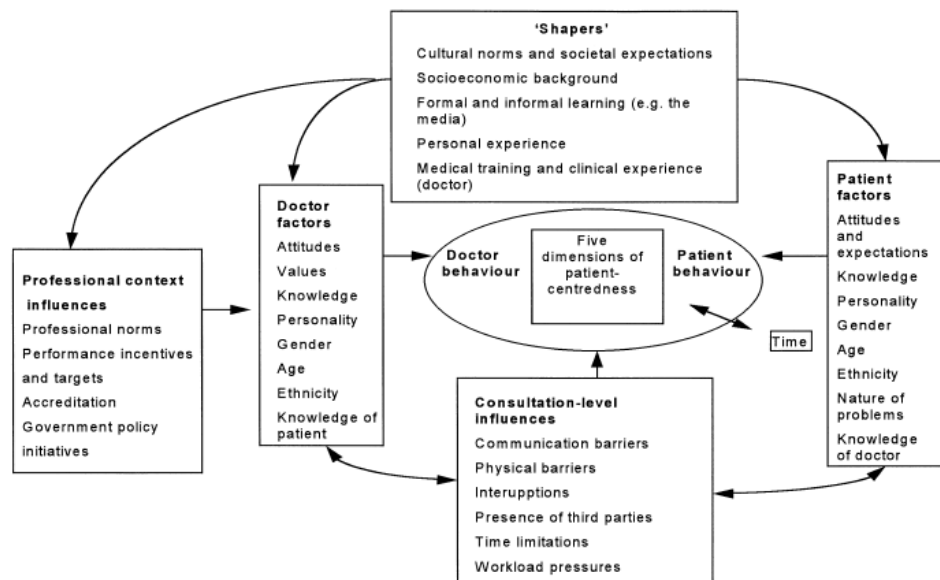 ‘Shapers’
Cultural norms and societal expectations
Socioeconomic background
Formal and informal learning (e.g. the
media)
Personal experience
Medical training and clinical experience
(doctor)
Professional context
influences
Professional norms
Performance incentives
and targets
Accreditation
Government policy
initiatives
Doctor
factors
Attitudes
Values
Knowledge
Personality
Gender
Age
Ethnicity
Knowledge of
patient
Doctor
behaviour
Five
dimensions of
patient-
centredness
Patient
behaviour
Time
Patient
factors
Attitudes
and
expectations
Knowledge
Personality
Gender
Age
Ethnicity
Nature of
problems
Knowledge
of doctor
Consultation-level
influences
Communication barriers
Physical barriers
Interupptions
Presence of third parties
Time limitations
Workload pressures